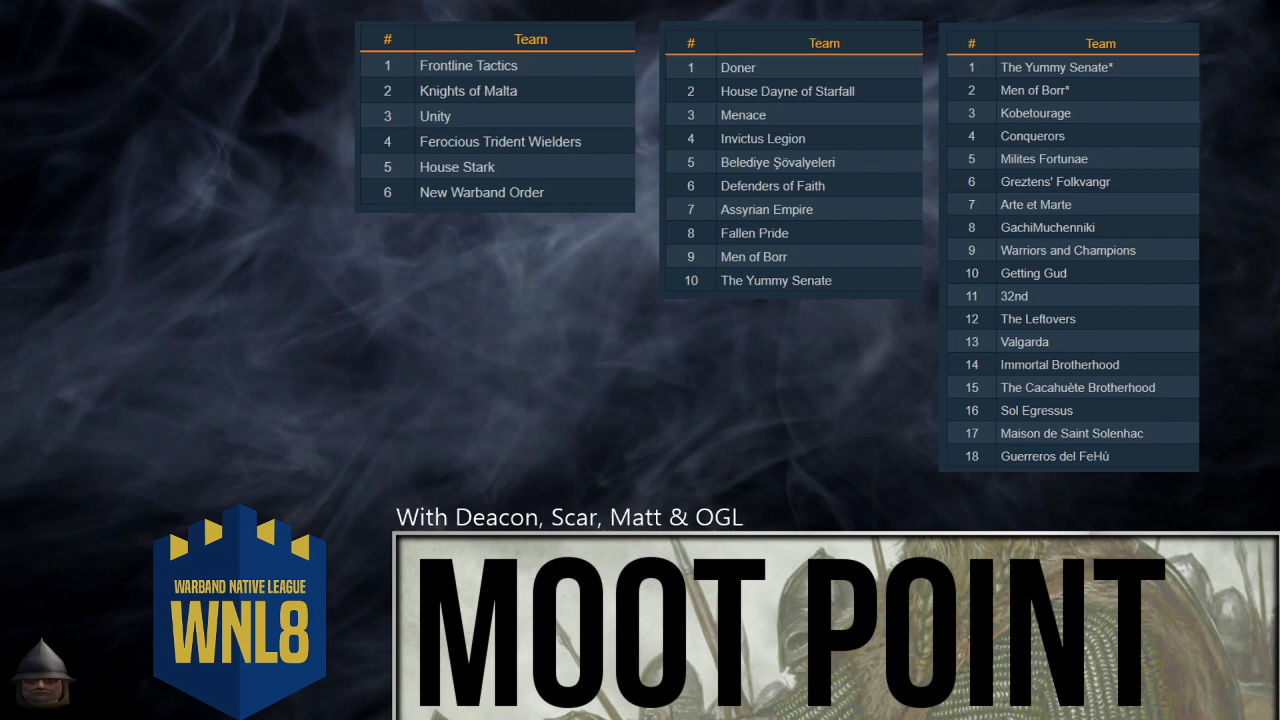 # Team
1 Frontline Tactics
2 Knights of Malta
3 Unity
4 Ferocious Trident Wielders
5 House Stark
6 New Warband Order
# Team
1 Doner
2 House Dayne of Starfall
3 Menace
4 Invictus Legion
5 Belediye Şövalyeleri
6 Defenders of Faith
7 Assyrian Empire
8 Fallen Pride
9 Men of Borr
10 The Yummy Senate
# Team
1 The Yummy Senate*
2 Men of Borr*
3 Kobetourage
4 Conquerors
5 Milites Fortunae
6 Greztens' Folkvangr
7 Arte et Marte
8 GachiMuchenniki
9 Warriors and Champions
10 Getting Gud
11 32nd
12 The Leftovers
13 Valgarda
14 Immortal Brotherhood
15 The Cacahuète Brotherhood
16 Sol Egressus
17 Maison de Saint Solenhac
18 Guerreros del FeHú
With Deacon, Scar, Matt & OGL
MOOT POINT
WARBAND NATIVE LEAGUE
WNL8